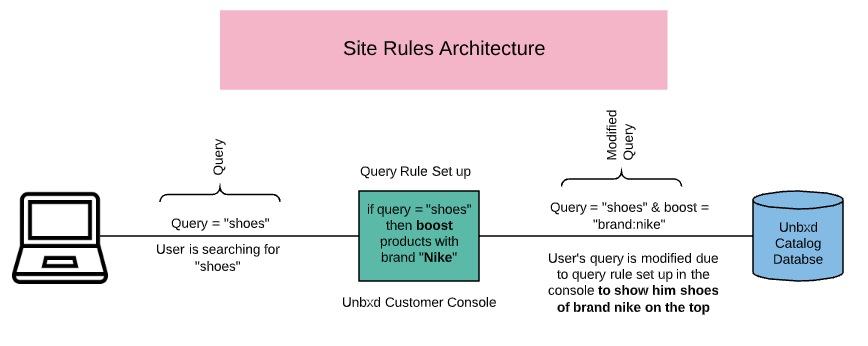 Site Rules Architecture
Query
Query = "shoes"
User is searching for
"shoes"
Query Rule Set up
if query = "shoes"
then boost
products with
brand "Nike"
Unbxd Customer Console
Modified
Query
Query = "shoes" & boost =
"brand:nike"
User's query is modified due
to query rule set up in the
console to show him shoes
of brand nike on the top
Unbxd
Catalog
Databse